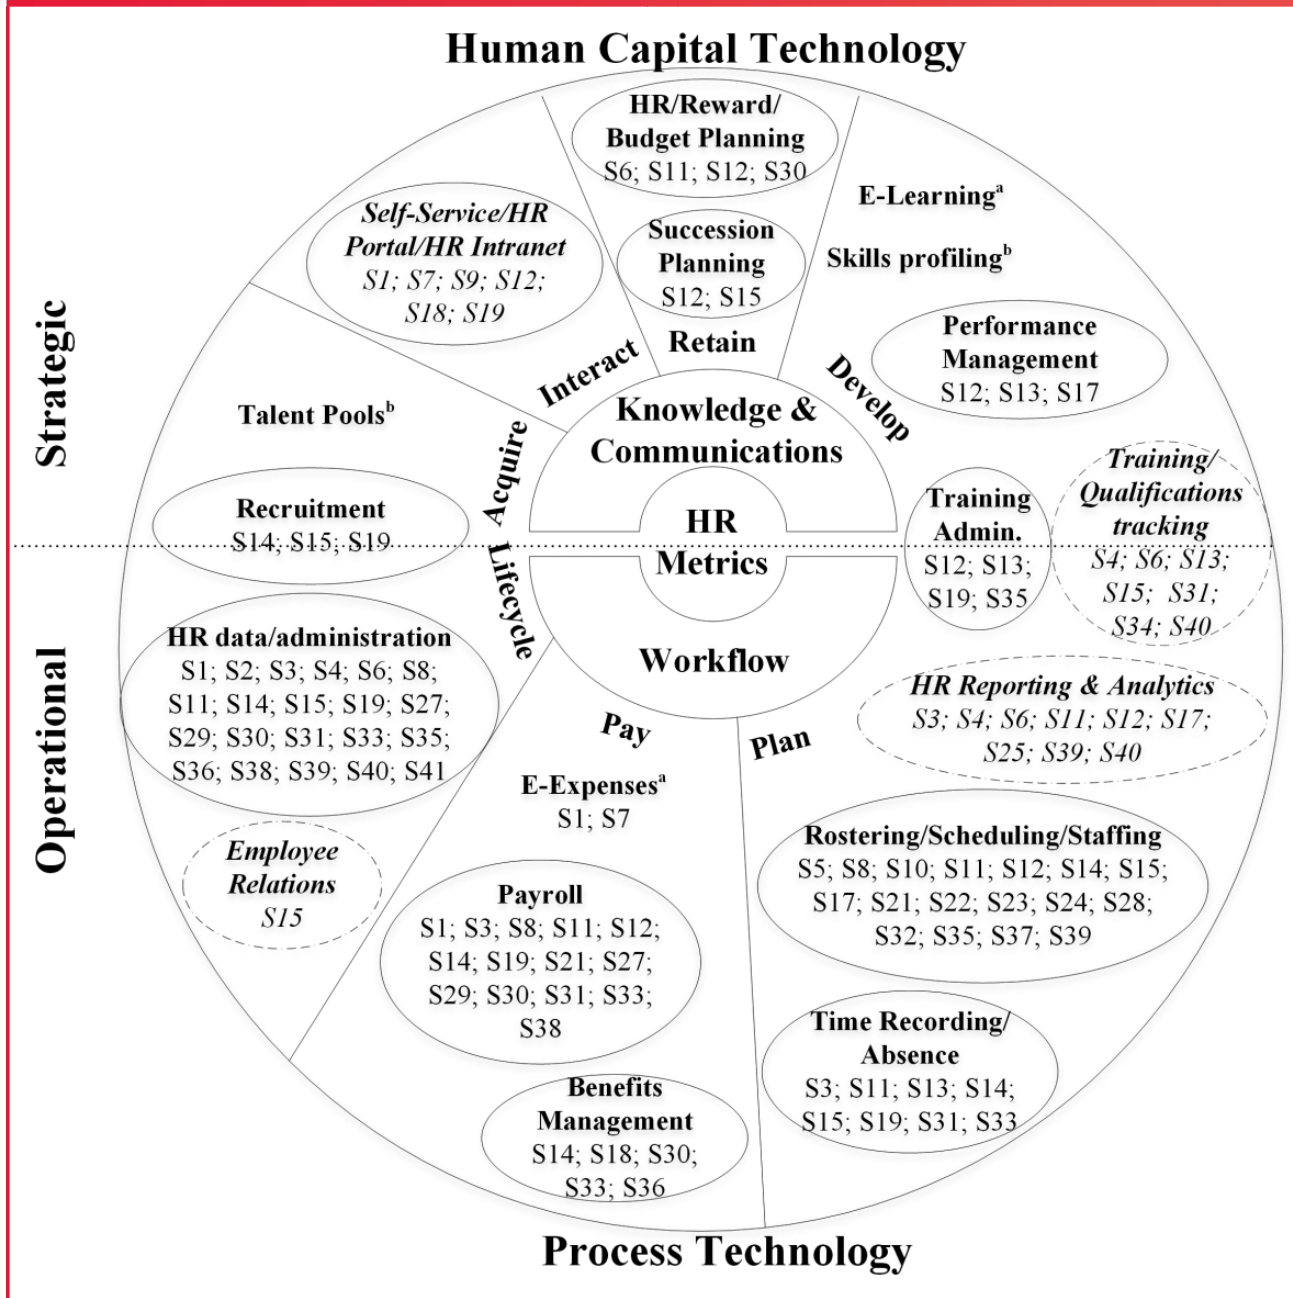 Human Capital Technology
HR/Reward/
Budget Planning
S6; S11; S12; S30
Succession
Planning
S12; S15
Retain
E-Learningᵃ
Skills profilingᵇ
Performance
Management
S12; S13; S17
Develop
Training
Admin.
S12; S13;
S19; S35
Training/
Qualifications
tracking
S4; S6; S13;
S15; S31;
S34; S40
Self-Service/HR
Portal/HR Intranet
S1; S7; S9; S12;
S18; S19
Interact
Strategic
Talent Poolsᵇ
Acquire
Recruitment
S14; S15; S19
Knowledge &
Communications
HR
Metrics
Workflow
Lifecycle
Operational
HR data/administration
S1; S2; S3; S4; S6; S8;
S11; S14; S15; S19; S27;
S29; S30; S31; S33; S35;
S36; S38; S39; S40; S41
Employee
Relations
S15
Pay
E-Expensesᵃ
S1; S7
Payroll
S1; S3; S8; S11; S12;
S14; S19; S21; S27;
S29; S30; S31; S33;
S38
Benefits
Management
S14; S18; S30;
S33; S36
Plan
HR Reporting & Analytics
S3; S4; S6; S11; S12; S17;
S25; S39; S40
Rostering/Scheduling/Staffing
S5; S8; S10; S11; S12; S14; S15;
S17; S21; S22; S23; S24; S28;
S32; S35; S37; S39
Time Recording/
Absence
S3; S11; S13; S14;
S15; S19; S31; S33
Process Technology